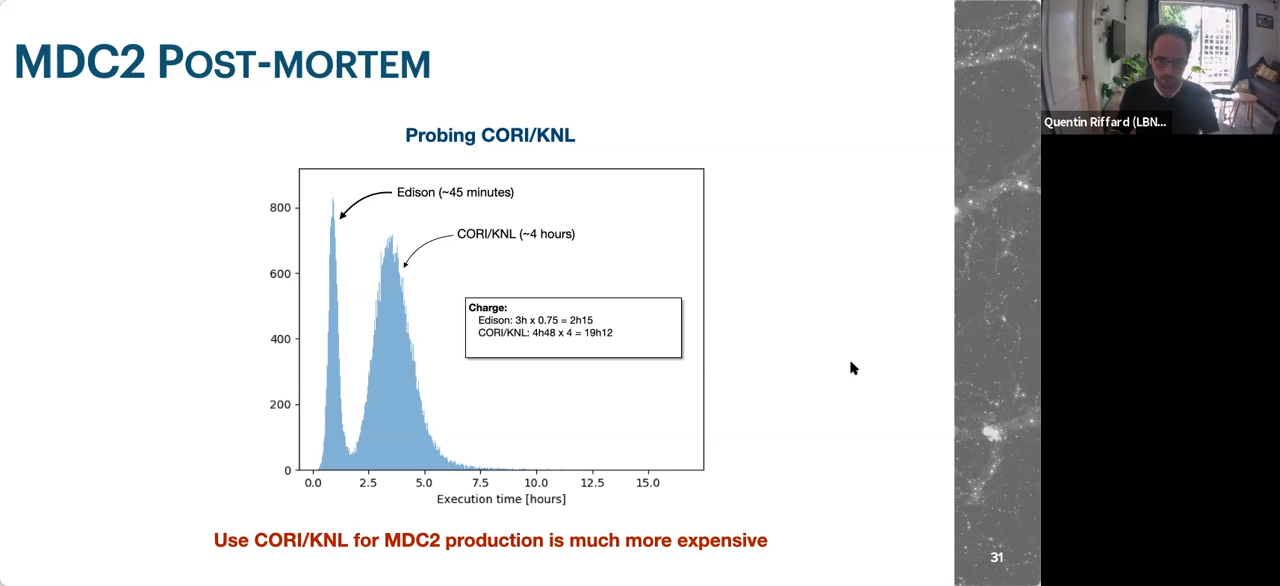 MDC2 POST-MORTEM
Probing CORI/KNL
Edison (~45 minutes)
CORI/KNL (~4 hours)
Charge:
Edison: 3h x 0.75 = 2h15
CORI/KNL: 4h48 x 4 = 19h12
800
600
400
200
0
0.0 2.5 5.0 7.5 10.0 12.5 15.0
Execution time [hours]
Use CORI/KNL for MDC2 production is much more expensive
31
Quentin Riffard (LBN...